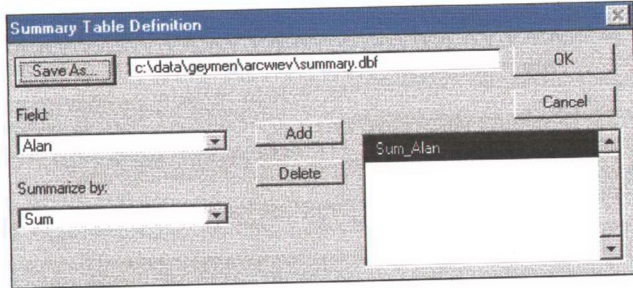 Summary Table Definition
Save As...
c:\data\geymen\arcwiev\summary.dbf
OK
Cancel
Field:
Alan
Add
Delete
Sum_Alan
Summarize by:
Sum